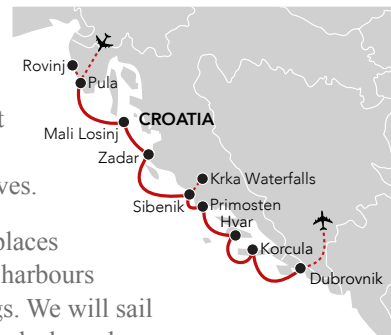 Rovinj
Pula
Mali Losinj
CROATIA
Zadar
Krka Waterfalls
Sibenik
Primosten
Hvar
Korcula
Dubrovnik
ves.
places
harbours
gs. We will sail